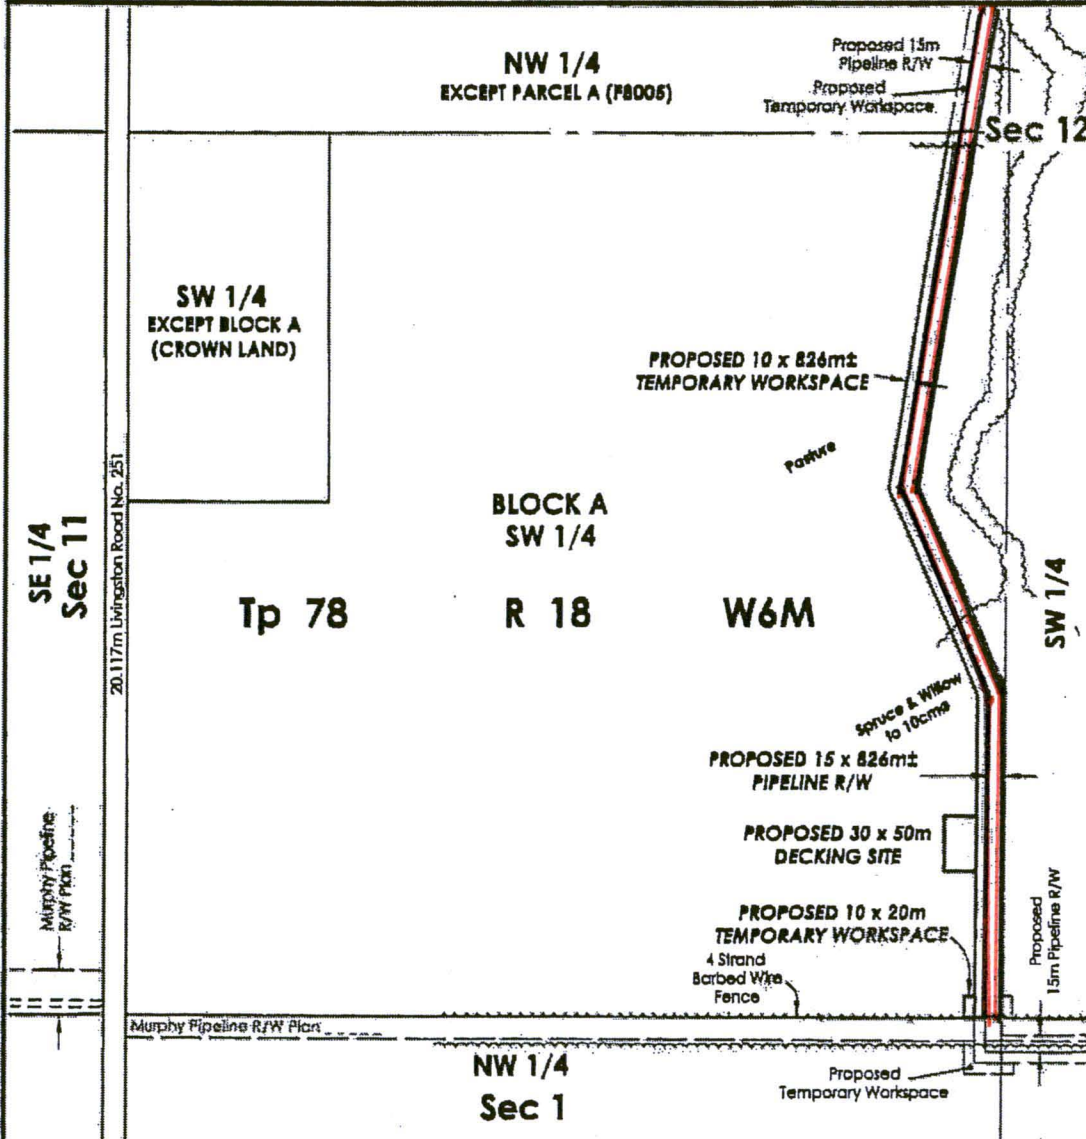 NW 1/4
EXCEPT PARCEL A (F8005)
Proposed 15m
Pipeline R/W
Proposed
Temporary Workspace
Sec 12
SW 1/4
EXCEPT BLOCK A
(CROWN LAND)
PROPOSED 10 x 826m±
TEMPORARY WORKSPACE
Pasture
20.117m Livingston Road No. 251
SE 1/4
Sec 11
BLOCK A
SW 1/4
Tp 78
R 18
W6M
SW 1/4
Spruce & Willow
to 10cmø
PROPOSED 15 x 826m±
PIPELINE R/W
PROPOSED 30 x 50m
DECKING SITE
Murphy Pipeline
R/W Plan
PROPOSED 10 x 20m
TEMPORARY WORKSPACE
Proposed
15m Pipeline R/W
4 Strand
Barbed Wire
Fence
Murphy Pipeline R/W Plan
NW 1/4
Sec 1
Proposed
Temporary Workspace